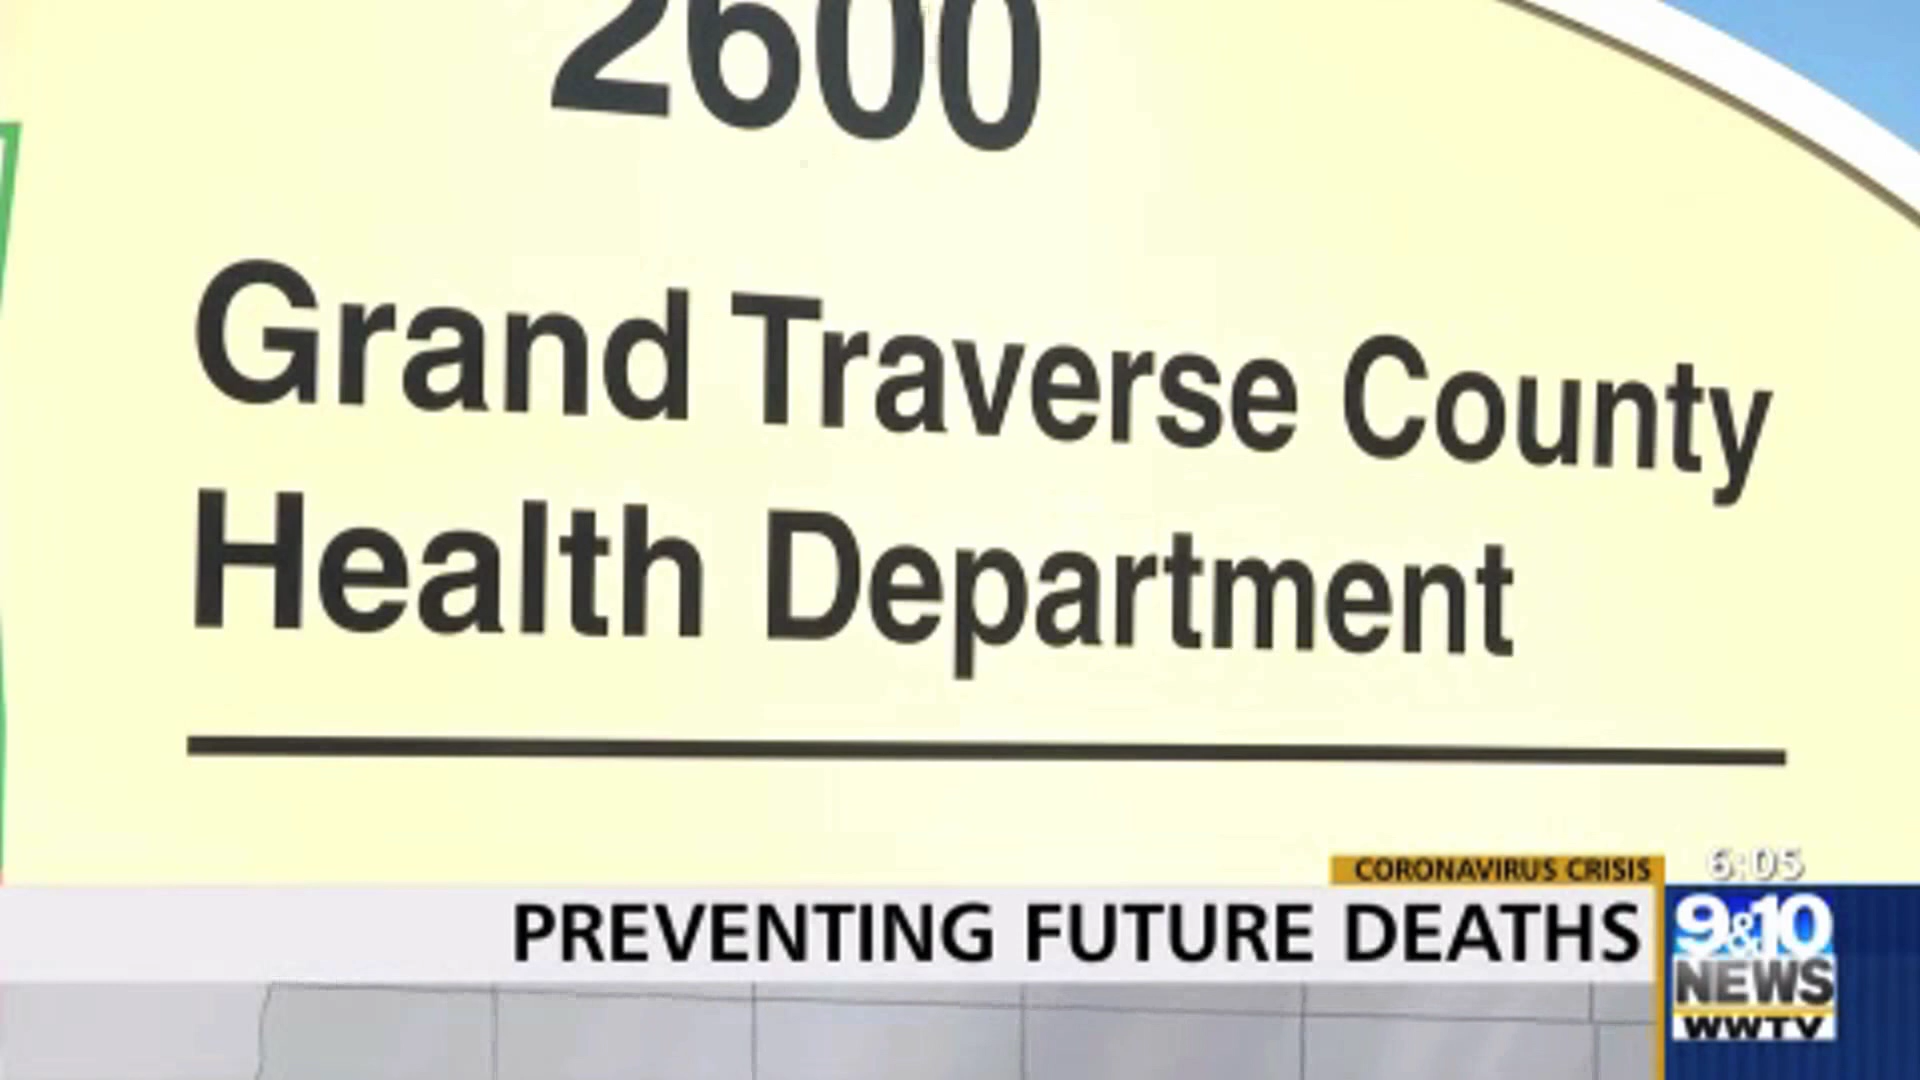 2600
Grand Traverse County
Health Department
CORONAVIRUS CRISIS
6:05
PREVENTING FUTURE DEATHS
9&10
NEWS
WWTV